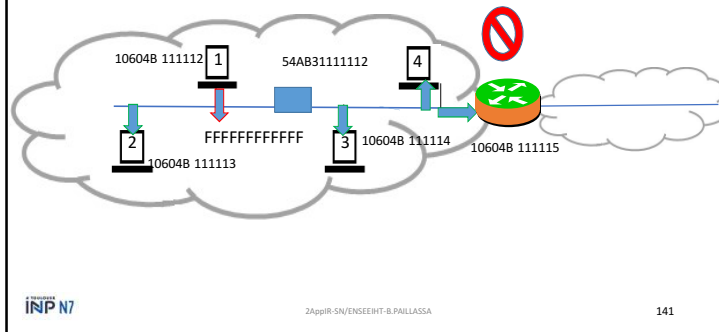 1
10604B 111112
54AB31111112
4
2
FFFFFFFFFFFF
3
10604B 111114
10604B 111113
10604B 111115
TOULOUSE
INP N7
2AppIR-SN/ENSEEIHT-B.PAILLASSA
141